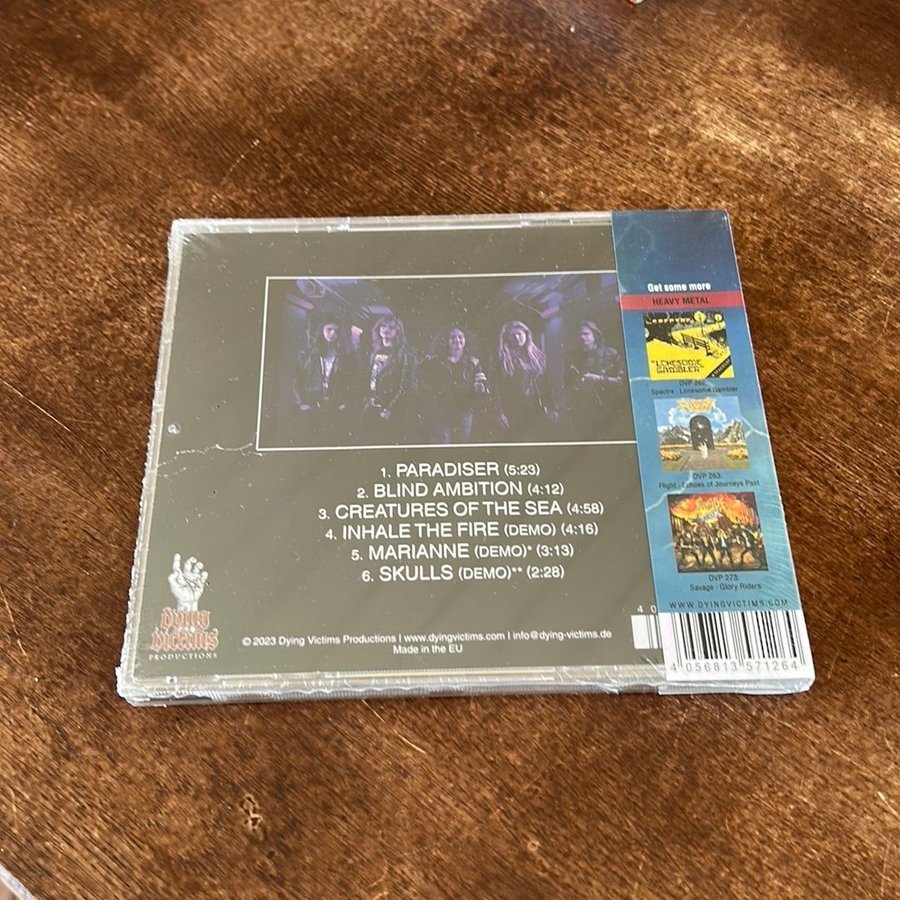 1. PARADISER (5:23)
2. BLIND AMBITION (4:12)
3. CREATURES OF THE SEA (4:58)
4. INHALE THE FIRE (DEMO) (4:16)
5. MARIANNE (DEMO)* (3:13)
6. SKULLS (DEMO)** (2:28)
dying
victims
PRODUCTIONS
© 2023 Dying Victims Productions I www.dyingvictims.com I info@dying-victims.de
Made in the EU
4 0
Get some more
HEAVY METAL
"LONESOME
GAMBLER"
DVP 262:
Spectre - Lonesome Gambler
FLIGHT
DVP 263:
Flight - Echoes of Journeys Past
DVP 273:
Savage - Glory Riders
WWW.DYINGVICTIMS.COM
4 056813 571264